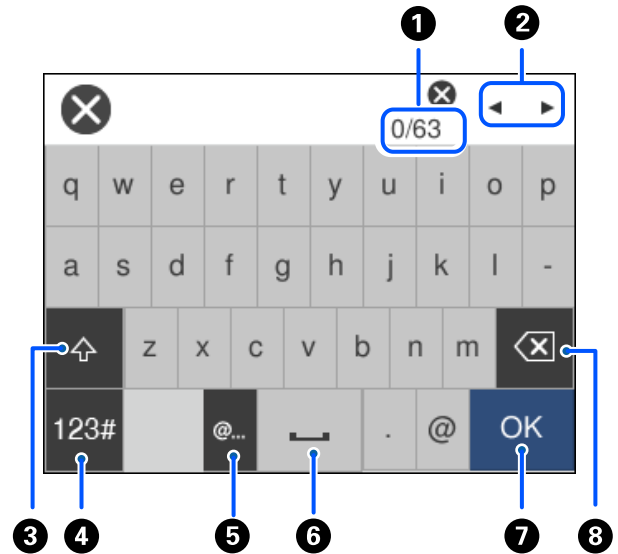 1 2
0/63
q w e r t y u i o p
a s d f g h j k l -
z x c v b n m
123# @... . @ OK
3 4 5 6 7 8